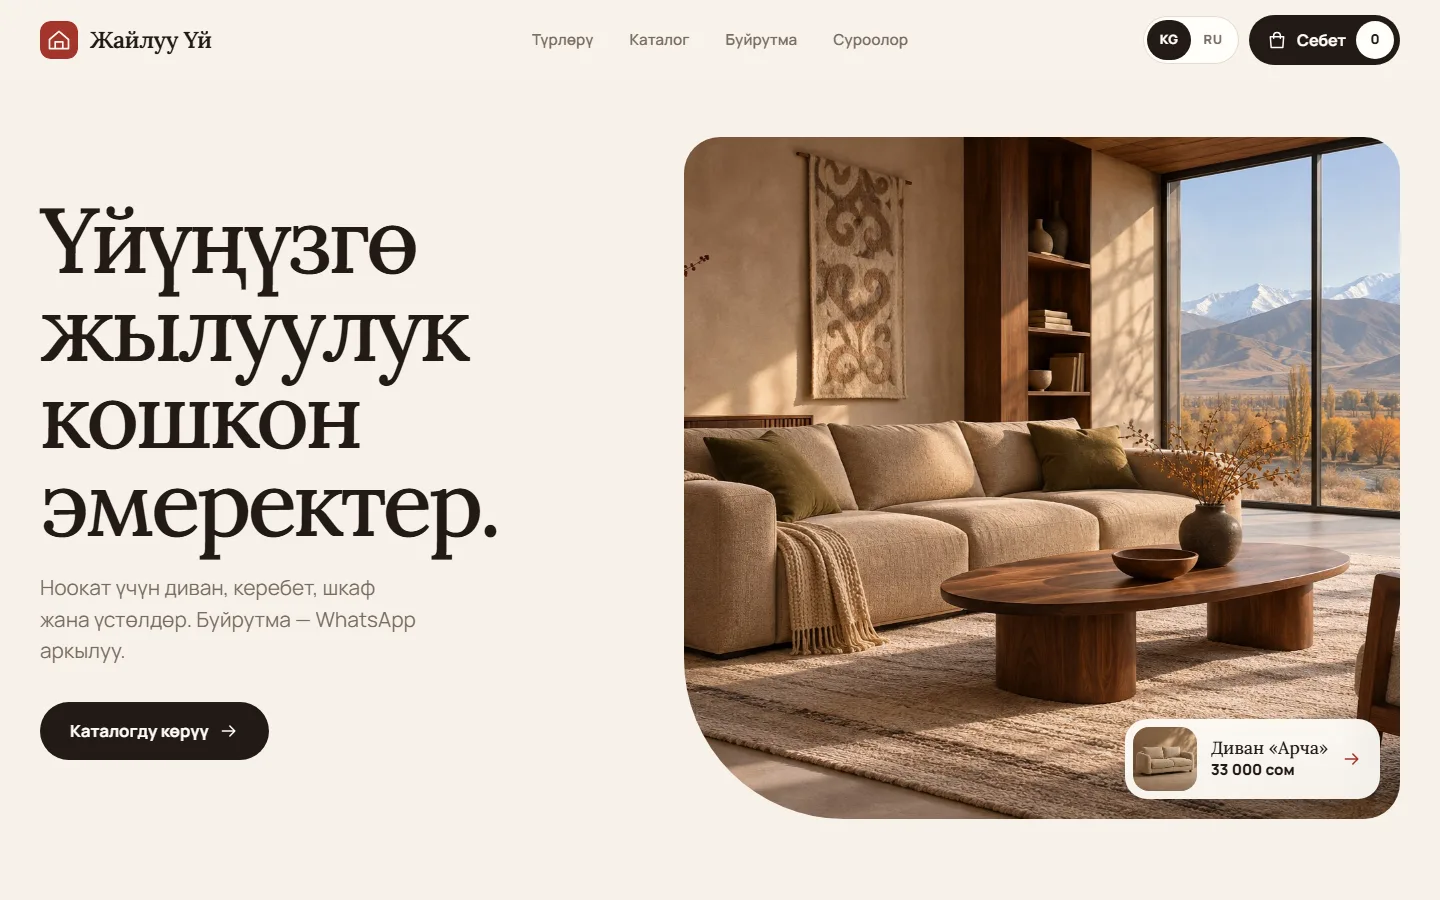 Жайлуу Үй
Түрлөрү
Каталог
Буйрутма
Суроолор
KG
RU
Себет
0
Үйүңүзгө
жылуулук
кошкон
эмеректер.
Ноокат үчүн диван, керебет, шкаф
жана үстөлдөр. Буйрутма — WhatsApp
аркылуу.
Каталогду көрүү →
Диван «Арча»
33 000 сом
→